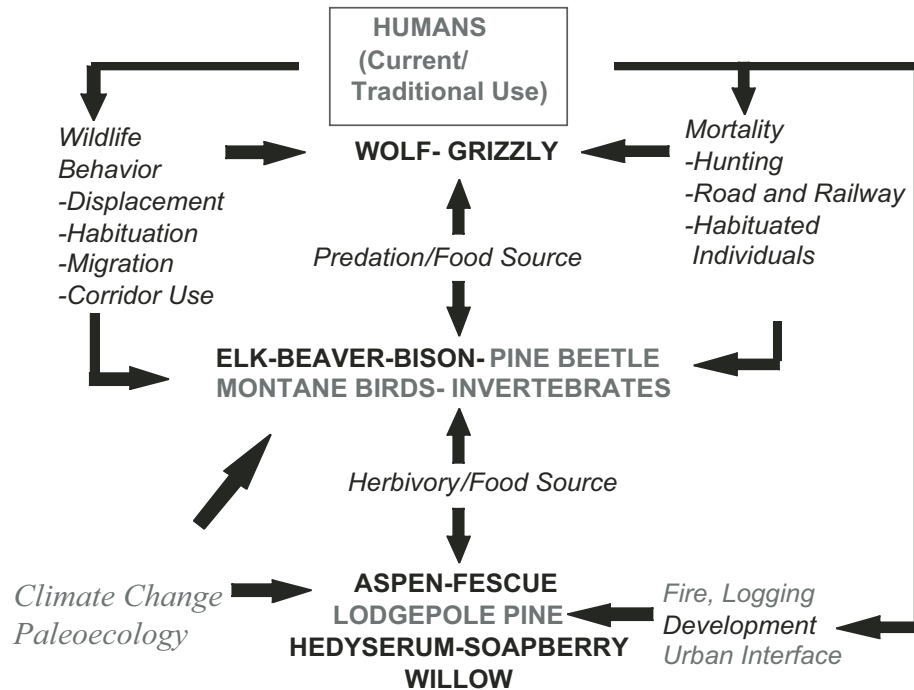 HUMANS
(Current/
Traditional Use)
Wildlife
Behavior
-Displacement
-Habituation
-Migration
-Corridor Use
WOLF- GRIZZLY
Mortality
-Hunting
-Road and Railway
-Habituated
Individuals
Predation/Food Source
ELK-BEAVER-BISON- PINE BEETLE
MONTANE BIRDS- INVERTEBRATES
Herbivory/Food Source
Climate Change
Paleoecology
ASPEN-FESCUE
LODGEPOLE PINE
HEDYSERUM-SOAPBERRY
WILLOW
Fire, Logging
Development
Urban Interface